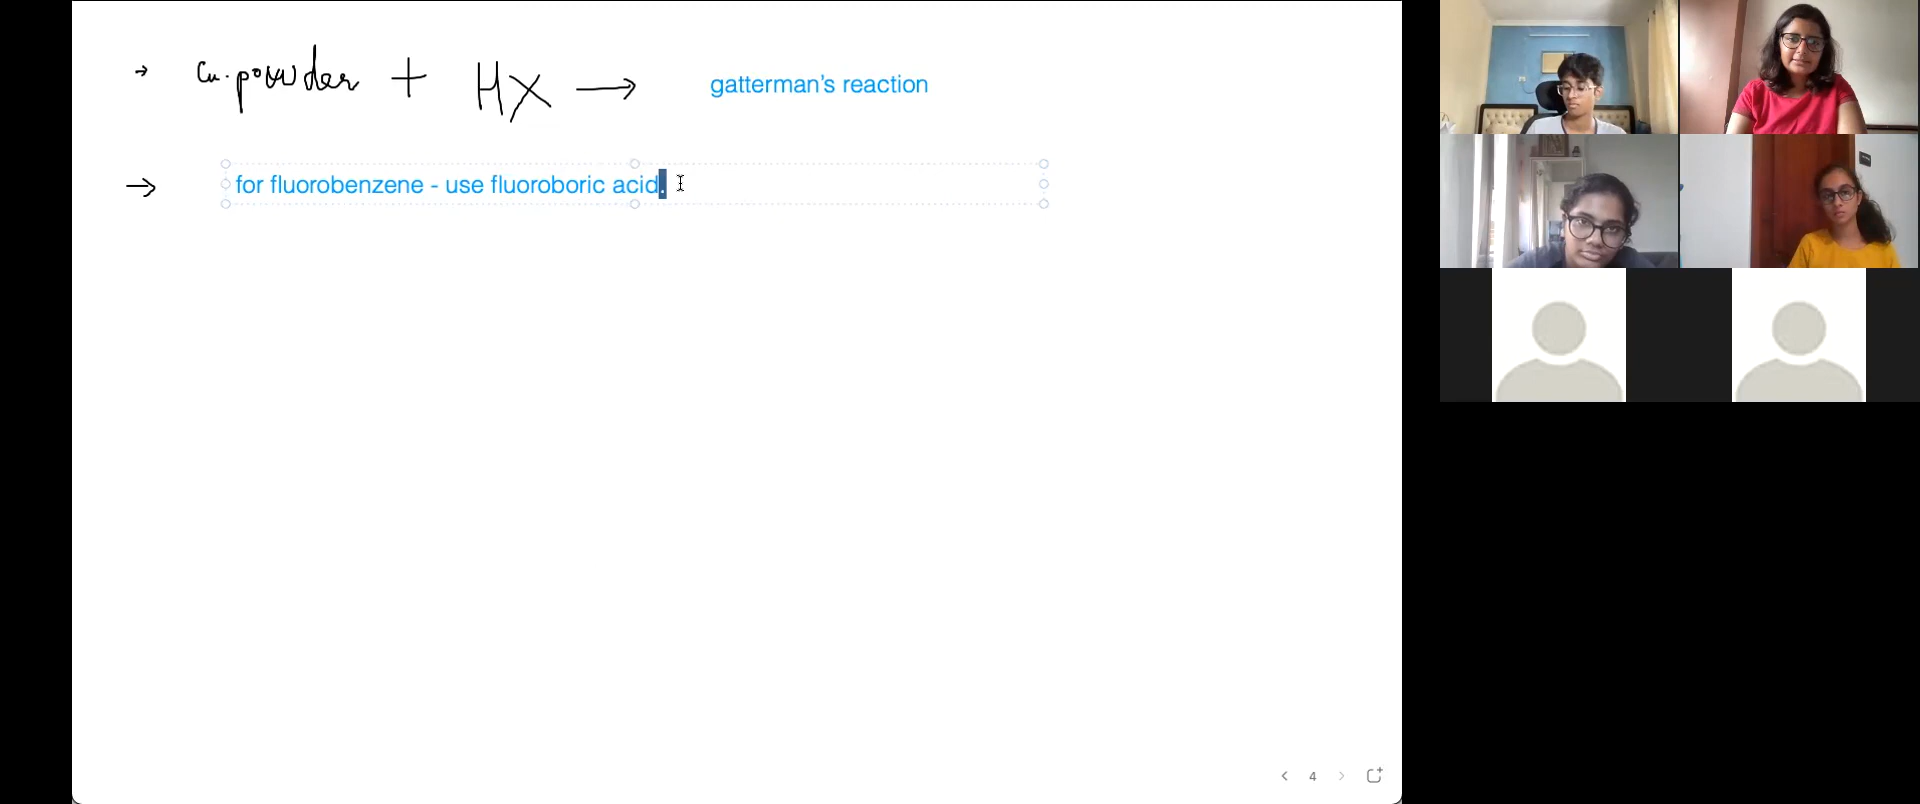 → Cu. powder + HX → gatterman's reaction
→ for fluorobenzene - use fluoroboric acid.
< 4 >